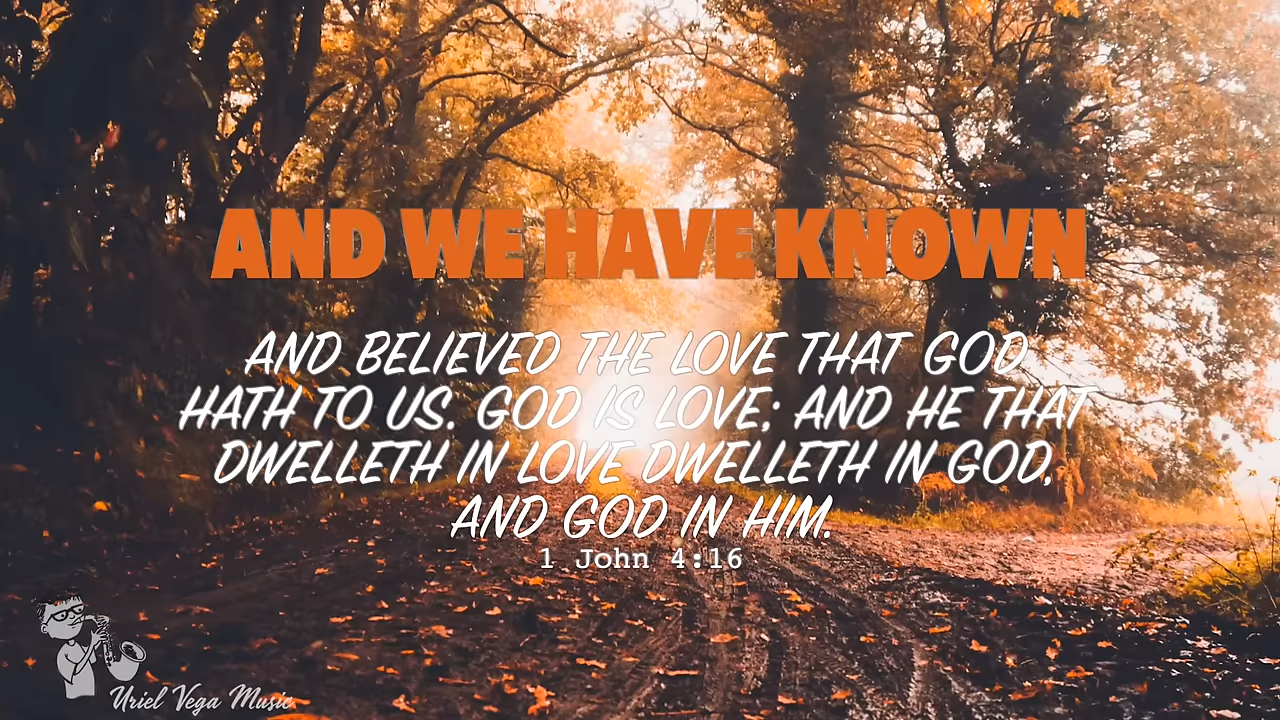 AND WE HAVE KNOWN
AND BELIEVED THE LOVE THAT GOD
HATH TO US. GOD IS LOVE; AND HE THAT
DWELLETH IN LOVE DWELLETH IN GOD,
AND GOD IN HIM.
1 John 4:16
Uriel Vega Music